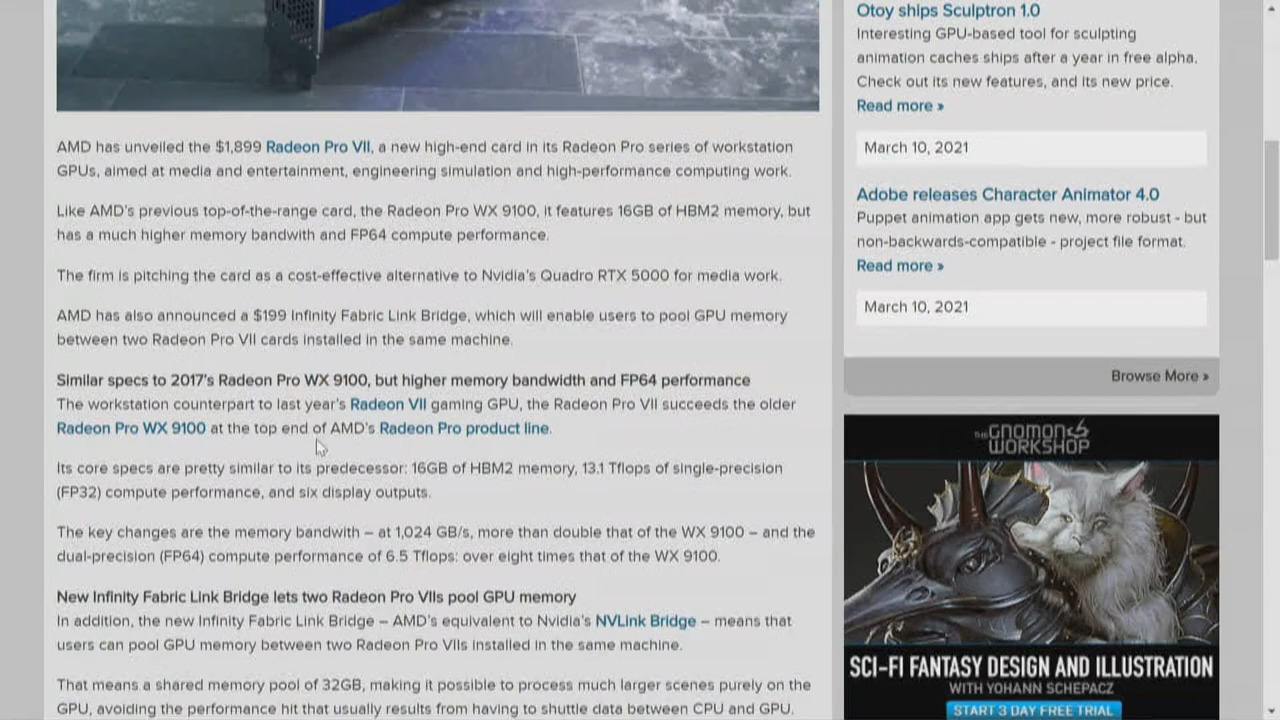 AMD has unveiled the $1,899 Radeon Pro VII, a new high-end card in its Radeon Pro series of workstation
GPUs, aimed at media and entertainment, engineering simulation and high-performance computing work.
Like AMD's previous top-of-the-range card, the Radeon Pro WX 9100, it features 16GB of HBM2 memory, but
has a much higher memory bandwith and FP64 compute performance.
The firm is pitching the card as a cost-effective alternative to Nvidia's Quadro RTX 5000 for media work.
AMD has also announced a $199 Infinity Fabric Link Bridge, which will enable users to pool GPU memory
between two Radeon Pro VII cards installed in the same machine.
Similar specs to 2017's Radeon Pro WX 9100, but higher memory bandwidth and FP64 performance
The workstation counterpart to last year's Radeon VII gaming GPU, the Radeon Pro VII succeeds the older
Radeon Pro WX 9100 at the top end of AMD's Radeon Pro product line.
Its core specs are pretty similar to its predecessor: 16GB of HBM2 memory, 13.1 Tflops of single-precision
(FP32) compute performance, and six display outputs.
The key changes are the memory bandwith – at 1,024 GB/s, more than double that of the WX 9100 – and the
dual-precision (FP64) compute performance of 6.5 Tflops: over eight times that of the WX 9100.
New Infinity Fabric Link Bridge lets two Radeon Pro VIIs pool GPU memory
In addition, the new Infinity Fabric Link Bridge – AMD's equivalent to Nvidia's NVLink Bridge – means that
users can pool GPU memory between two Radeon Pro VIIs installed in the same machine.
That means a shared memory pool of 32GB, making it possible to process much larger scenes purely on the
GPU, avoiding the performance hit that usually results from having to shuttle data between CPU and GPU.
Otoy ships Sculptron 1.0
Interesting GPU-based tool for sculpting
animation caches ships after a year in free alpha.
Check out its new features, and its new price.
Read more »
March 10, 2021
Adobe releases Character Animator 4.0
Puppet animation app gets new, more robust - but
non-backwards-compatible - project file format.
Read more »
March 10, 2021
Browse More »
THE GNOMON
WORKSHOP
SCI-FI FANTASY DESIGN AND ILLUSTRATION
WITH YOHANN SCHEPACZ
START 3 DAY FREE TRIAL